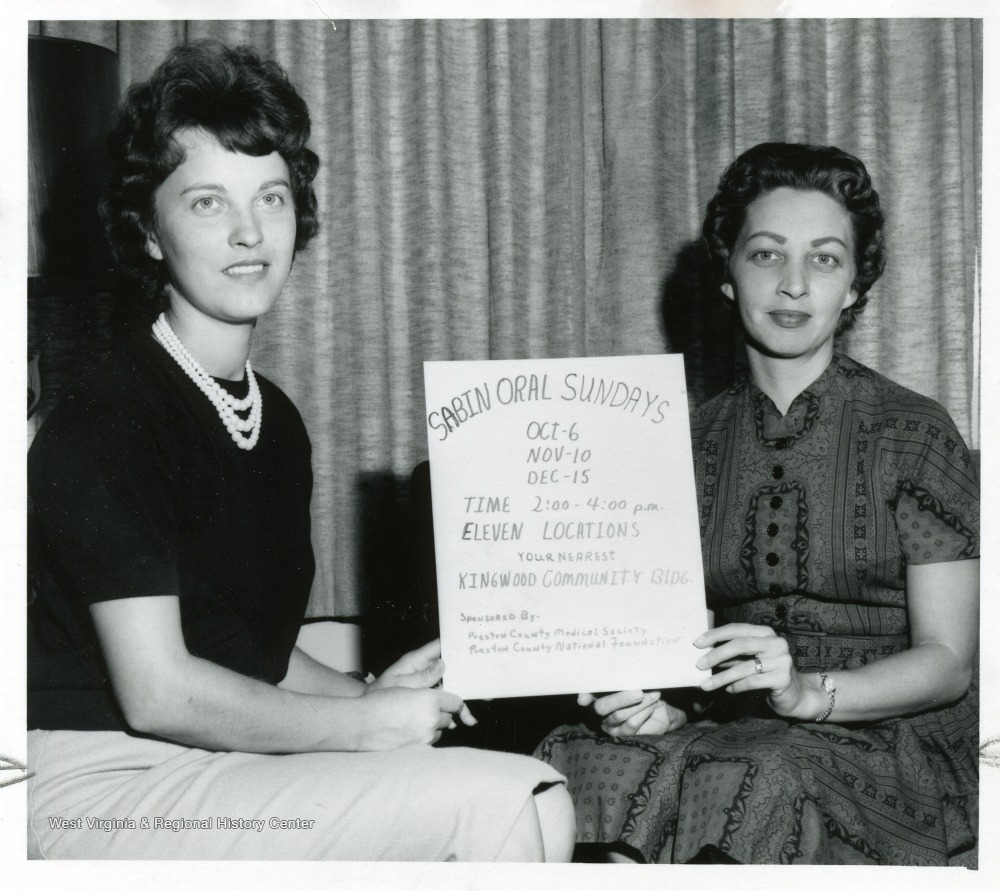 SABIN ORAL SUNDAYS
OCT-6
NOV-10
DEC-15
TIME 2:00 - 4:00 p.m.
ELEVEN LOCATIONS
YOUR NEAREST
KINGWOOD COMMUNITY BLDG.
SPONSORED By.
Preston County Medical Society
Preston County National Foundation
West Virginia & Regional History Center